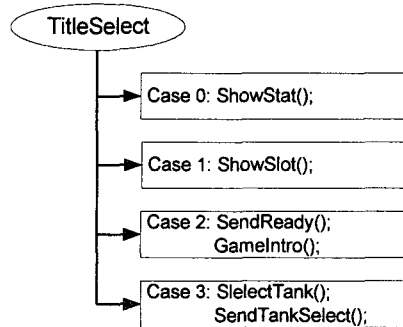 TitleSelect
Case 0: ShowStat();
Case 1: ShowSlot();
Case 2: SendReady();
GameIntro();
Case 3: SlelectTank();
SendTankSelect();